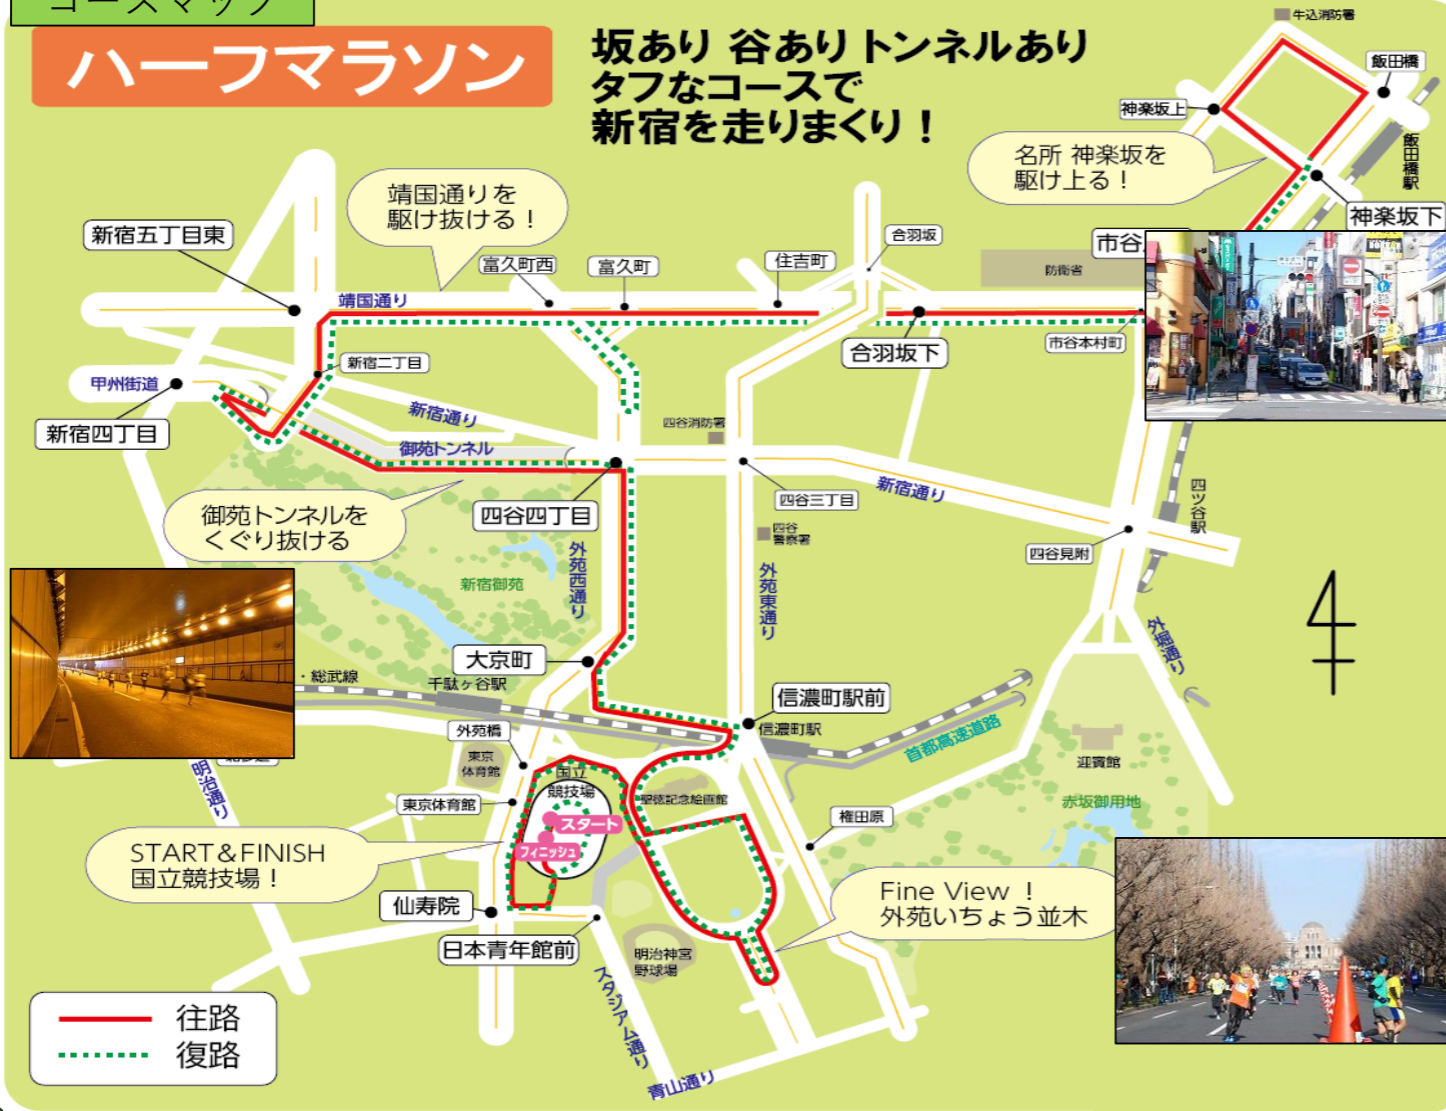 コースマップ
ハーフマラソン
坂あり 谷あり トンネルあり
タフなコースで
新宿を走りまくり！
牛込消防署
飯田橋
神楽坂上
飯田橋駅
名所 神楽坂を
駆け上る！
神楽坂下
靖国通りを
駆け抜ける！
新宿五丁目東
合羽坂
市谷
富久町西
富久町
住吉町
防衛省
靖国通り
新宿二丁目
合羽坂下
市谷本村町
甲州街道
新宿四丁目
新宿通り
四谷消防署
御苑トンネル
四谷三丁目
新宿通り
四ツ谷駅
御苑トンネルを
くぐり抜ける
四谷四丁目
四谷
警察署
四谷見附
外苑西通り
新宿御苑
外苑東通り
外堀通り
大京町
・総武線
千駄ヶ谷駅
信濃町駅前
信濃町駅
首都高速道路
外苑橋
東京
体育館
国立
競技場
迎賓館
明治通り
東京体育館
聖徳記念絵画館
赤坂御用地
スタート
権田原
START＆FINISH
国立競技場！
フィニッシュ
Fine View ！
外苑いちょう並木
仙寿院
日本青年館前
明治神宮
野球場
スタジアム通り
往路
復路
青山通り